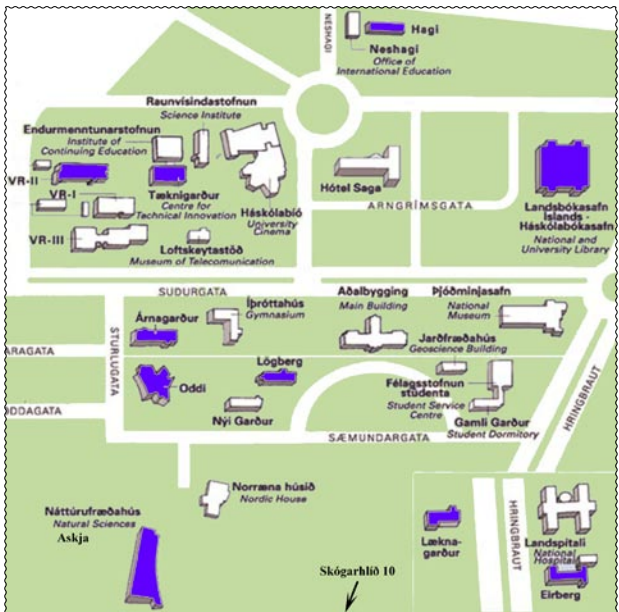 NESHAGI
Hagi
Neshagi
Office of
International Education
Raunvísindastofnun
Science Institute
Endurmenntunarstofnun
Institute of
Continuing Education
VR-II
VR-I
Tæknigarður
Centre for
Technical Innovation
Háskólabíó
University
Cinema
Hótel Saga
ARNGRÍMSGATA
Landsbókasafn
Íslands -
Háskólabókasafn
National and
University Library
VR-III
Loftskeytastöð
Museum of Telecommunication
SUDURGATA
Íþróttahús
Gymnasium
Aðalbygging
Main Building
Þjóðminjasafn
National
Museum
Árnagarður
STURLUGATA
Jarðfræðahús
Geoscience Building
ARAGATA
Lögberg
Oddi
Félagsstofnun
stúdenta
Student Service
Centre
HRINGBRAUT
ODDAGATA
Nýi Garður
Gamli Garður
Student Dormitory
SÆMUNDARGATA
Norræna húsið
Nordic House
Náttúrufræðahús
Natural Sciences
Askja
HRINGBRAUT
Lækna-
garður
Landspítali
National
Hospital
Eirberg
Skógarhlíð 10